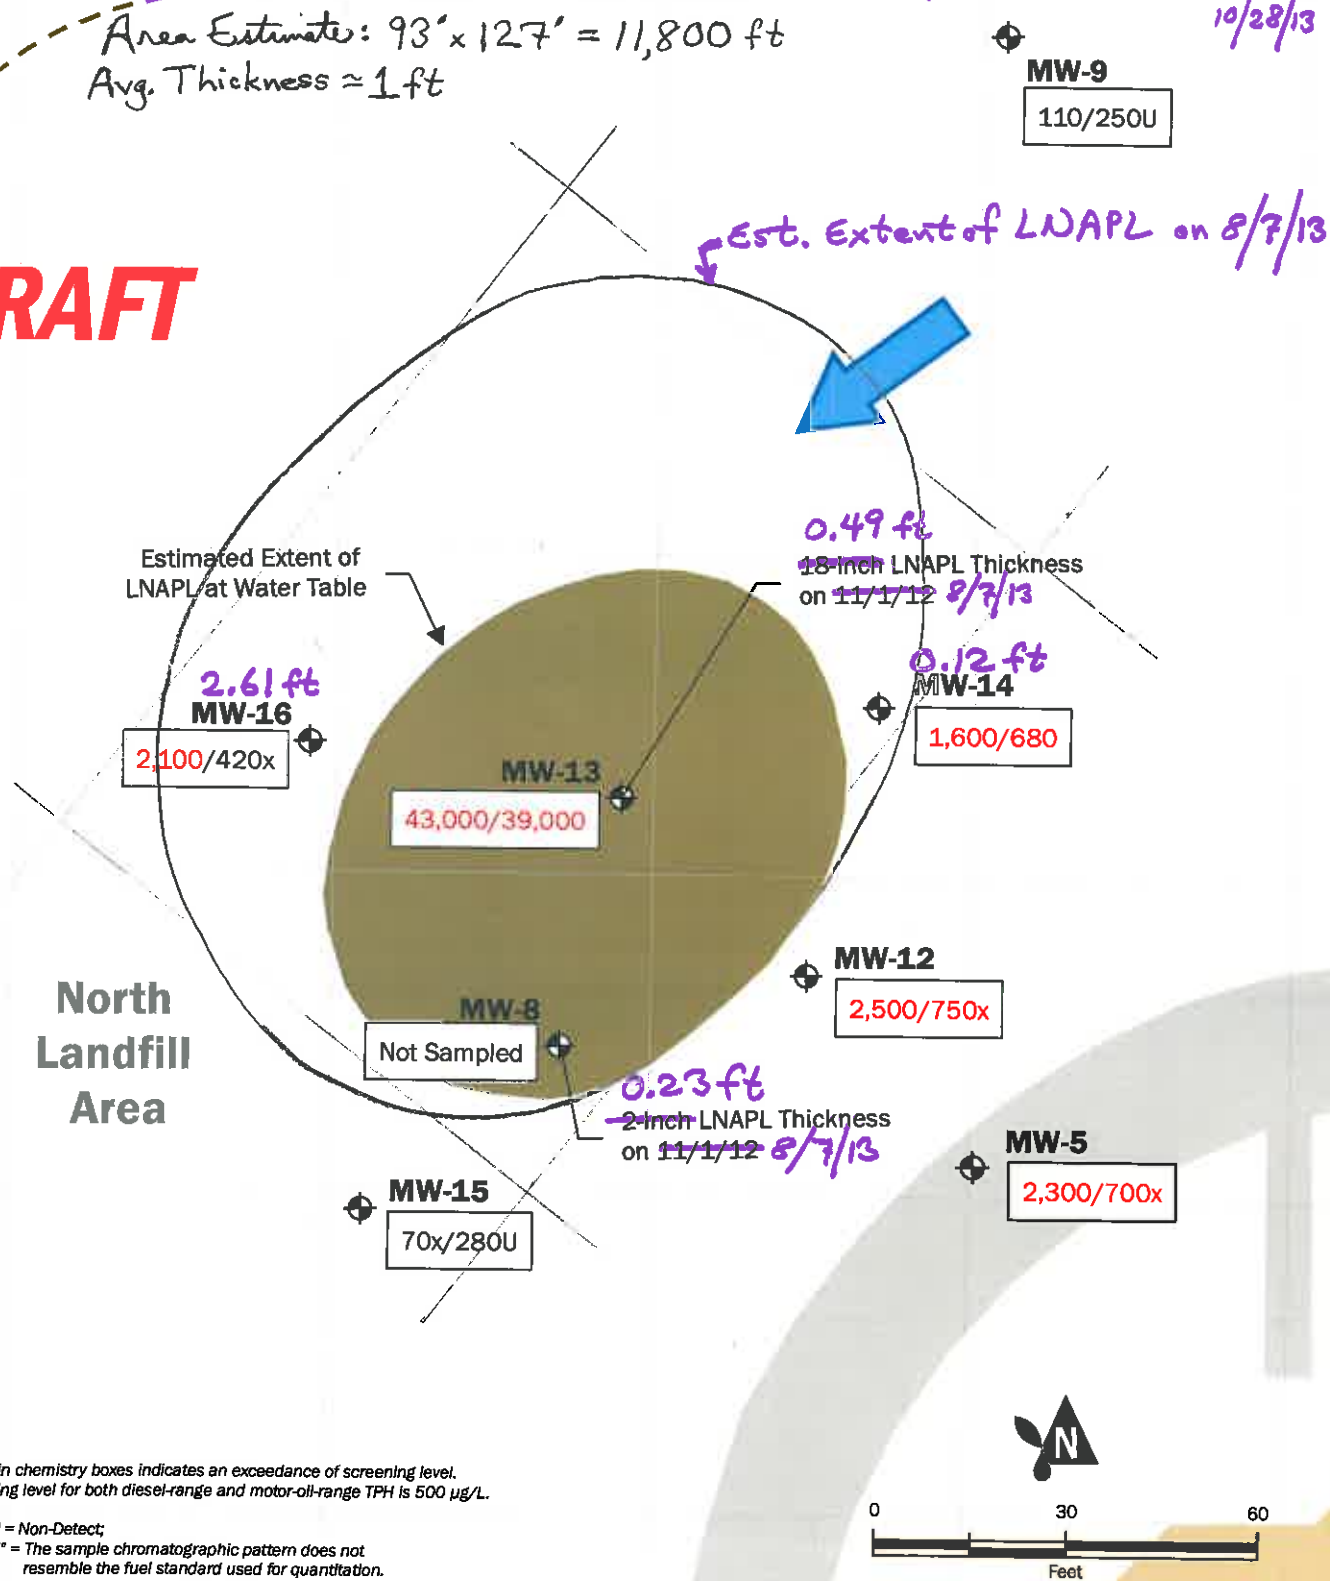 Area Estimate: 93' x 127' = 11,800 ft
Avg. Thickness ≈ 1 ft
10/28/13
MW-9
110/250U
Est. Extent of LNAPL on 8/7/13
RAFT
0.49 ft
18-Inch LNAPL Thickness
on 11/1/12 8/7/13
Estimated Extent of
LNAPL at Water Table
0.12 ft
MW-14
1,600/680
2.61 ft
MW-16
2,100/420x
MW-13
43,000/39,000
MW-12
2,500/750x
North
Landfill
Area
MW-8
Not Sampled
0.23 ft
2-Inch LNAPL Thickness
on 11/1/12 8/7/13
MW-5
2,300/700x
MW-15
70x/280U
N
in chemistry boxes indicates an exceedance of screening level.
ng level for both diesel-range and motor-oil-range TPH is 500 µg/L.
= Non-Detect;
" = The sample chromatographic pattern does not
resemble the fuel standard used for quantitation.
0 30 60
Feet